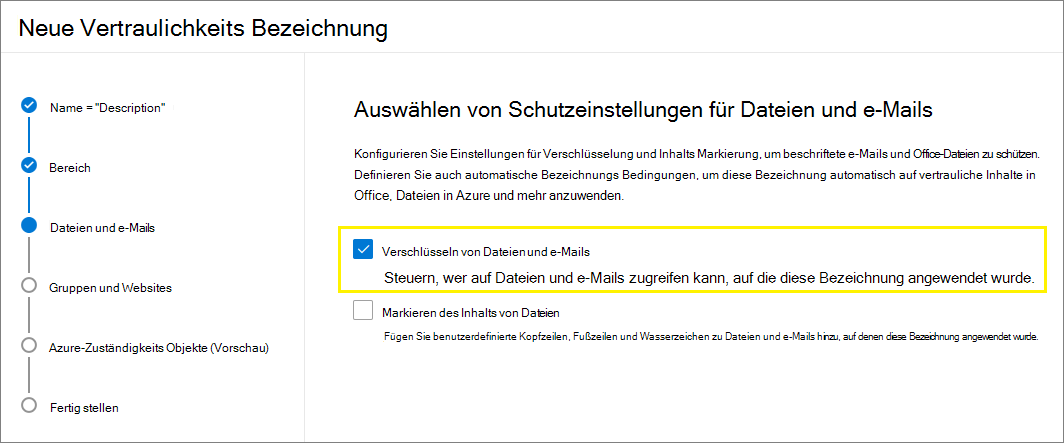 Neue Vertraulichkeits Bezeichnung
Name = "Description"
Bereich
Dateien und e-Mails
Gruppen und Websites
Azure-Zuständigkeits Objekte (Vorschau)
Fertig stellen
Auswählen von Schutzeinstellungen für Dateien und e-Mails
Konfigurieren Sie Einstellungen für Verschlüsselung und Inhalts Markierung, um beschriftete e-Mails und Office-Dateien zu schützen.
Definieren Sie auch automatische Bezeichnungs Bedingungen, um diese Bezeichnung automatisch auf vertrauliche Inhalte in
Office, Dateien in Azure und mehr anzuwenden.
Verschlüsseln von Dateien und e-Mails
Steuern, wer auf Dateien und e-Mails zugreifen kann, auf die diese Bezeichnung angewendet wurde.
Markieren des Inhalts von Dateien
Fügen Sie benutzerdefinierte Kopfzeilen, Fußzeilen und Wasserzeichen zu Dateien und e-Mails hinzu, auf denen diese Bezeichnung angewendet wurde.